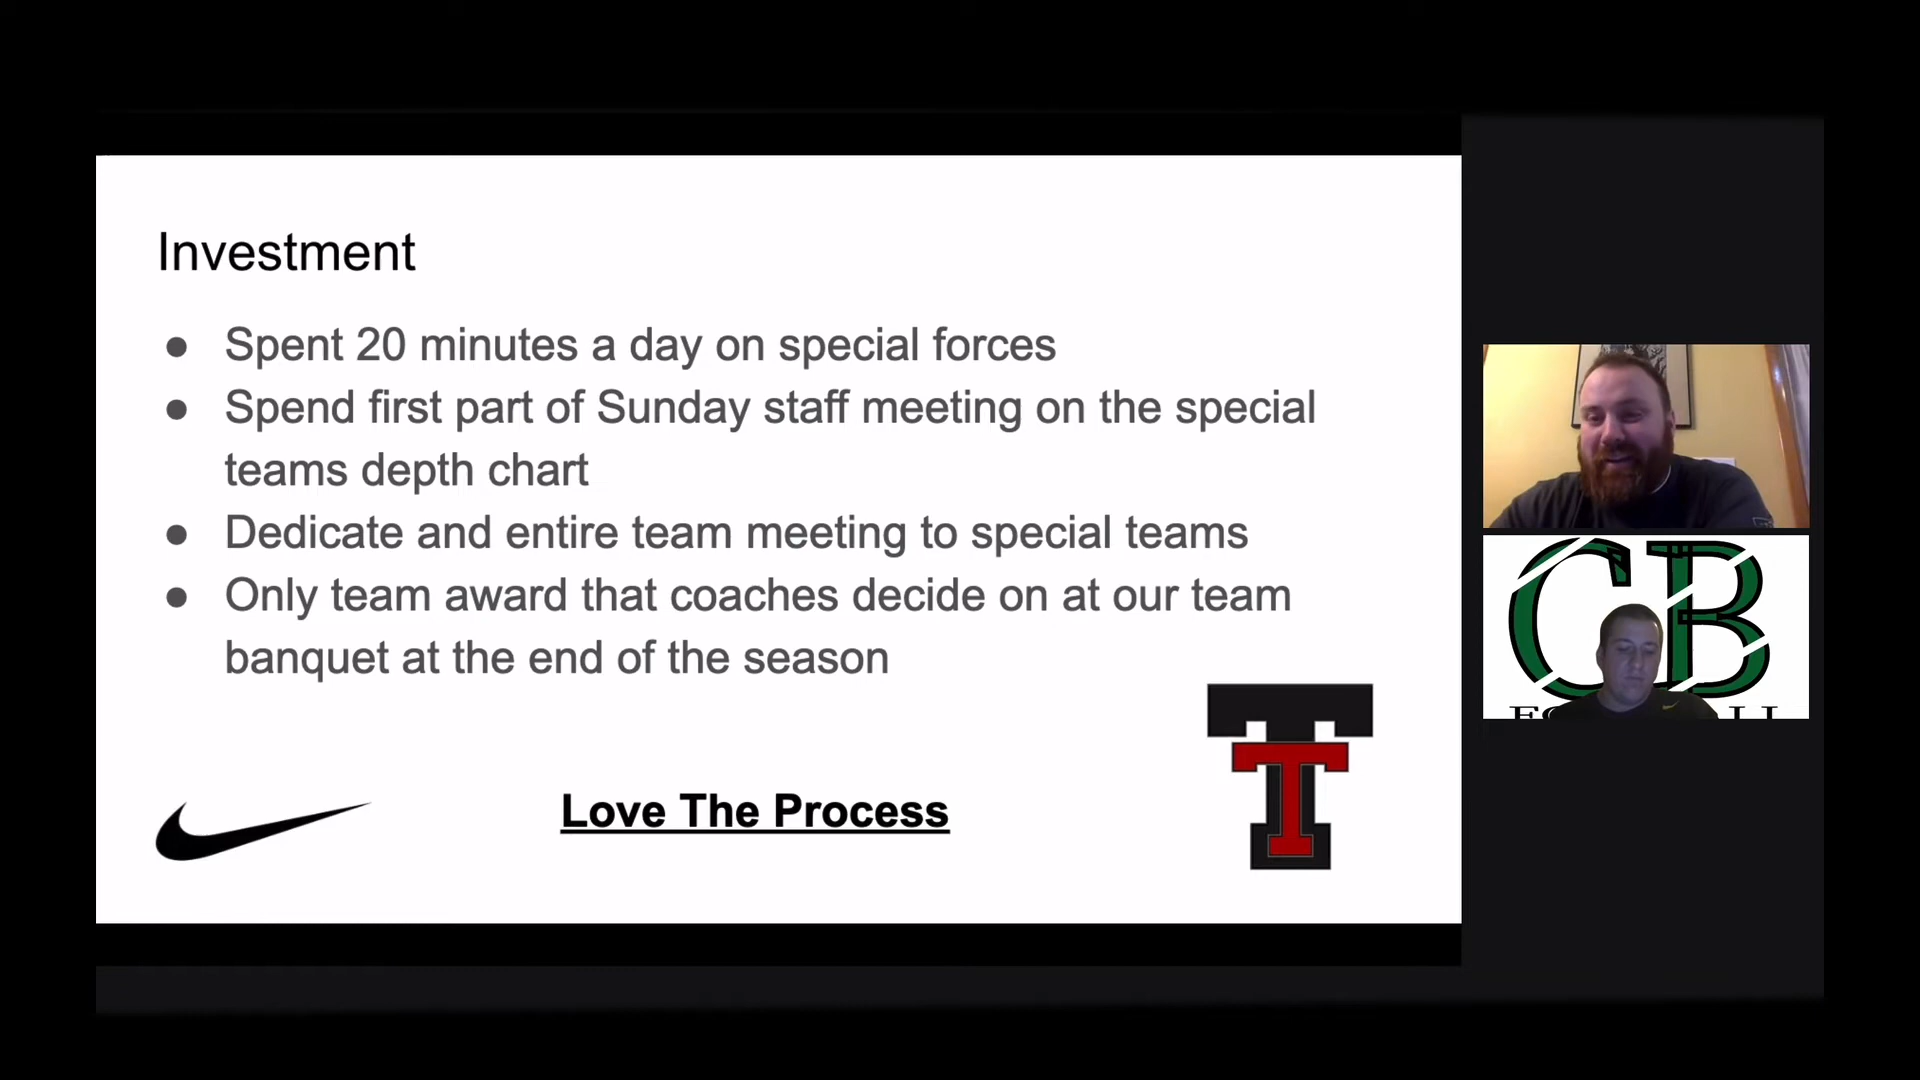 Investment
● Spent 20 minutes a day on special forces
● Spend first part of Sunday staff meeting on the special
teams depth chart
● Dedicate and entire team meeting to special teams
● Only team award that coaches decide on at our team
banquet at the end of the season
Love The Process
T
T
CB